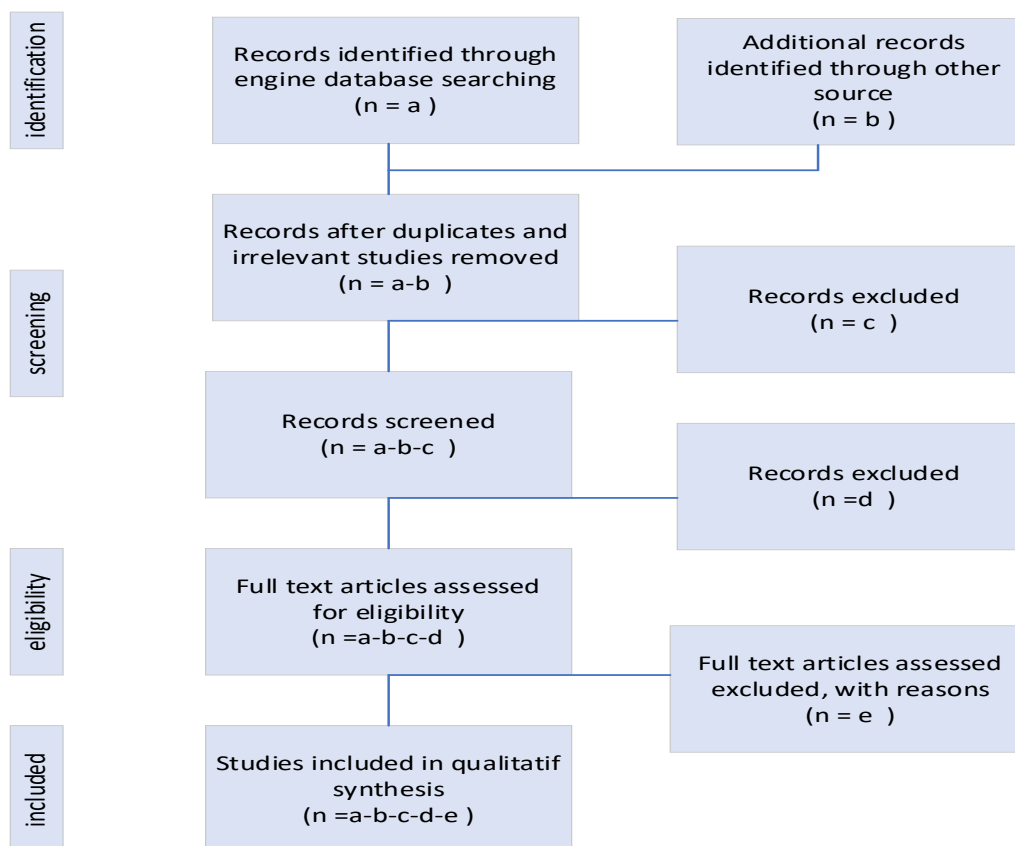 identification
Records identified through
engine database searching
(n = a )
Additional records
identified through other
source
(n = b )
Records after duplicates and
irrelevant studies removed
(n = a-b )
screening
Records excluded
(n = c )
Records screened
(n = a-b-c )
Records excluded
(n =d )
eligibility
Full text articles assessed
for eligibility
(n =a-b-c-d )
Full text articles assessed
excluded, with reasons
(n = e )
included
Studies included in qualitatif
synthesis
(n =a-b-c-d-e )